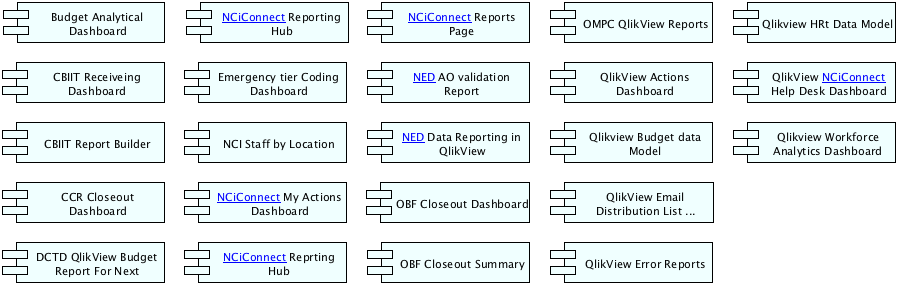 Budget Analytical
Dashboard
NCiConnect Reporting
Hub
NCiConnect Reports
Page
OMPC QlikView Reports
Qlikview HRt Data Model
CBIIT Receiveing
Dashboard
Emergency tier Coding
Dashboard
NED AO validation
Report
QlikView Actions
Dashboard
QlikView NCiConnect
Help Desk Dashboard
CBIIT Report Builder
NCI Staff by Location
NED Data Reporting in
QlikView
Qlikview Budget data
Model
Qlikview Workforce
Analytics Dashboard
CCR Closeout
Dashboard
NCiConnect My Actions
Dashboard
OBF Closeout Dashboard
QlikView Email
Distribution List ...
DCTD QlikView Budget
Report For Next
NCiConnect Reprting
Hub
OBF Closeout Summary
QlikView Error Reports